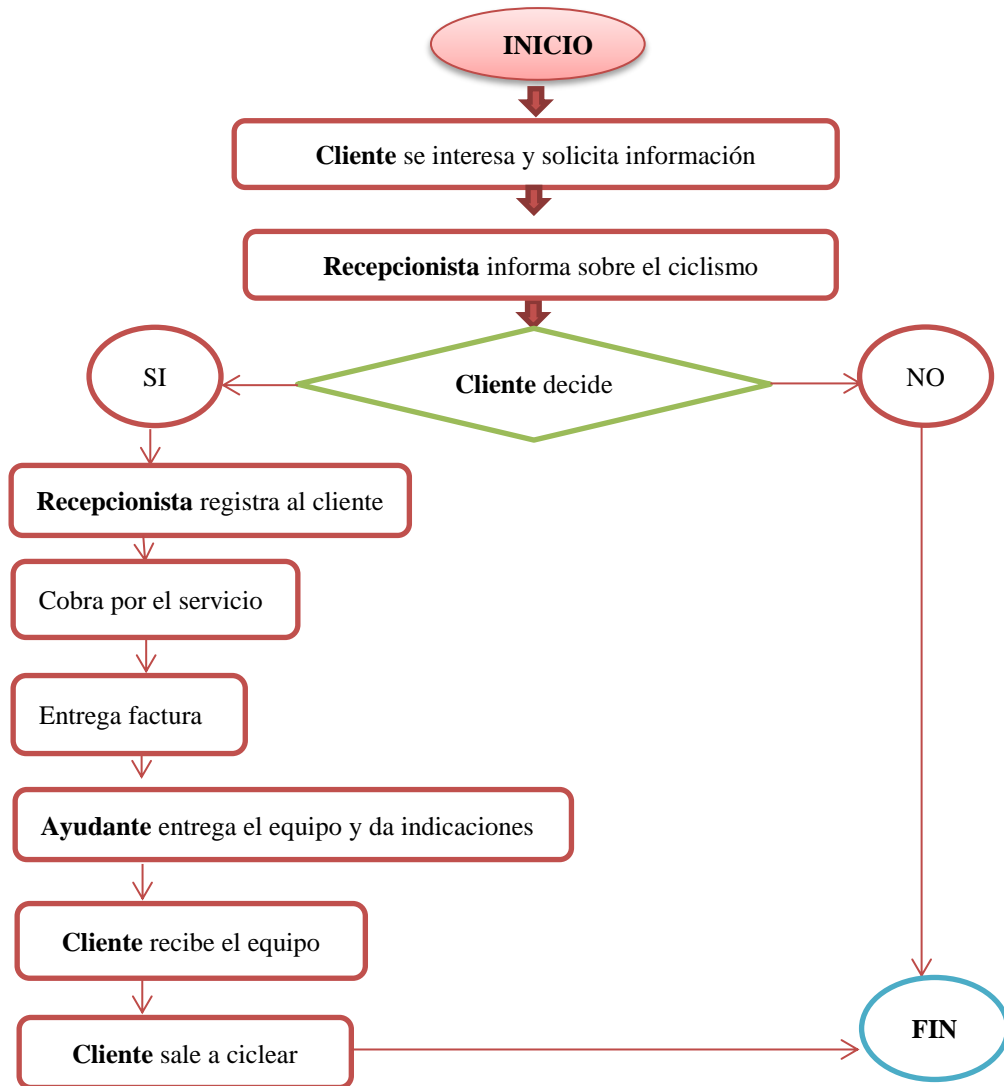 INICIO
Cliente se interesa y solicita información
Recepcionista informa sobre el ciclismo
SI
Cliente decide
NO
Recepcionista registra al cliente
Cobra por el servicio
Entrega factura
Ayudante entrega el equipo y da indicaciones
Cliente recibe el equipo
Cliente sale a ciclear
FIN